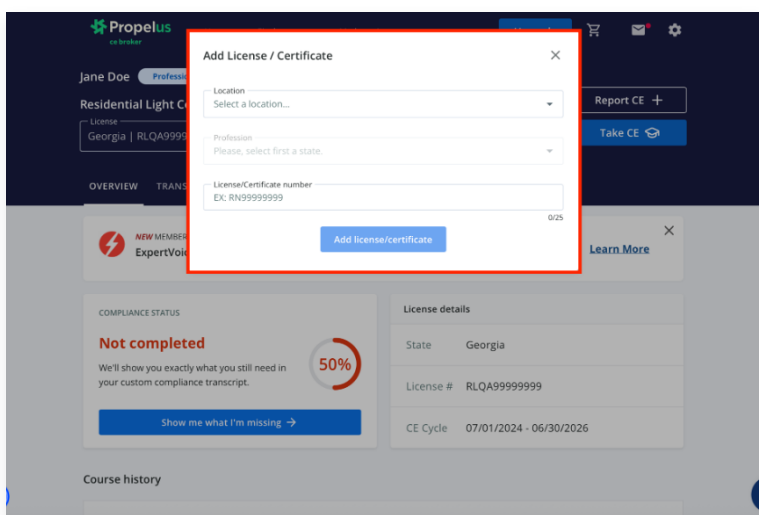 Propelus
ce broker
Jane Doe
Residential Light
License
Georgia | RLQA9999
Report CE +
Take CE
OVERVIEW
Add License / Certificate
Location
Select a location...
Profession
Please, select first a state.
License/Certificate number
EX: RN99999999
0/25
Add license/certificate
NEW MEMBER
Learn More
COMPLIANCE STATUS
Not completed
We'll show you exactly what you still need in
your custom compliance transcript.
50%
Show me what I'm missing →
License details
State Georgia
License # RLQA99999999
CE Cycle 07/01/2024 - 06/30/2026
Course history